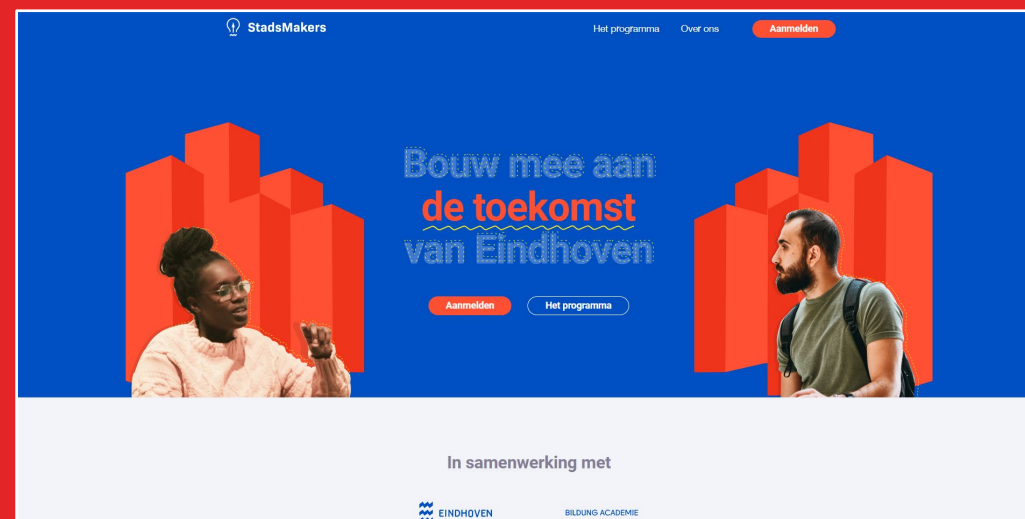 StadsMakers
Het programma
Over ons
Aanmelden
Bouw mee aan
de toekomst
van Eindhoven
Aanmelden
Het programma
In samenwerking met
EINDHOVEN
BILDUNG ACADEMIE